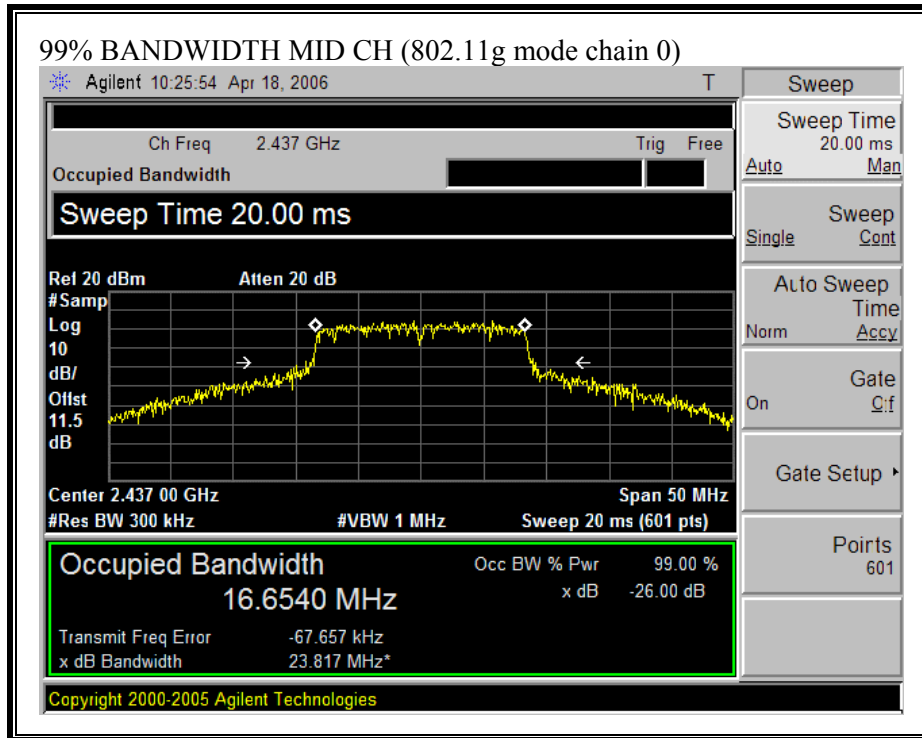 99% BANDWIDTH MID CH (802.11g mode chain 0)
Agilent 10:25:54 Apr 18, 2006 T
Ch Freq 2.437 GHz Trig Free
Occupied Bandwidth
Sweep Time 20.00 ms
Ref 20 dBm Atten 20 dB
#Samp
Log
10
dB/
Offst
11.5
dB
Center 2.437 00 GHz Span 50 MHz
#Res BW 300 kHz #VBW 1 MHz Sweep 20 ms (601 pts)
Occupied Bandwidth
16.6540 MHz
Occ BW % Pwr 99.00 %
x dB -26.00 dB
Transmit Freq Error -67.657 kHz
x dB Bandwidth 23.817 MHz*
Copyright 2000-2005 Agilent Technologies
Sweep
Sweep Time
20.00 ms
Auto Man
Sweep
Single Cont
Auto Sweep
Time
Norm Accy
Gate
On Off
Gate Setup
Points
601